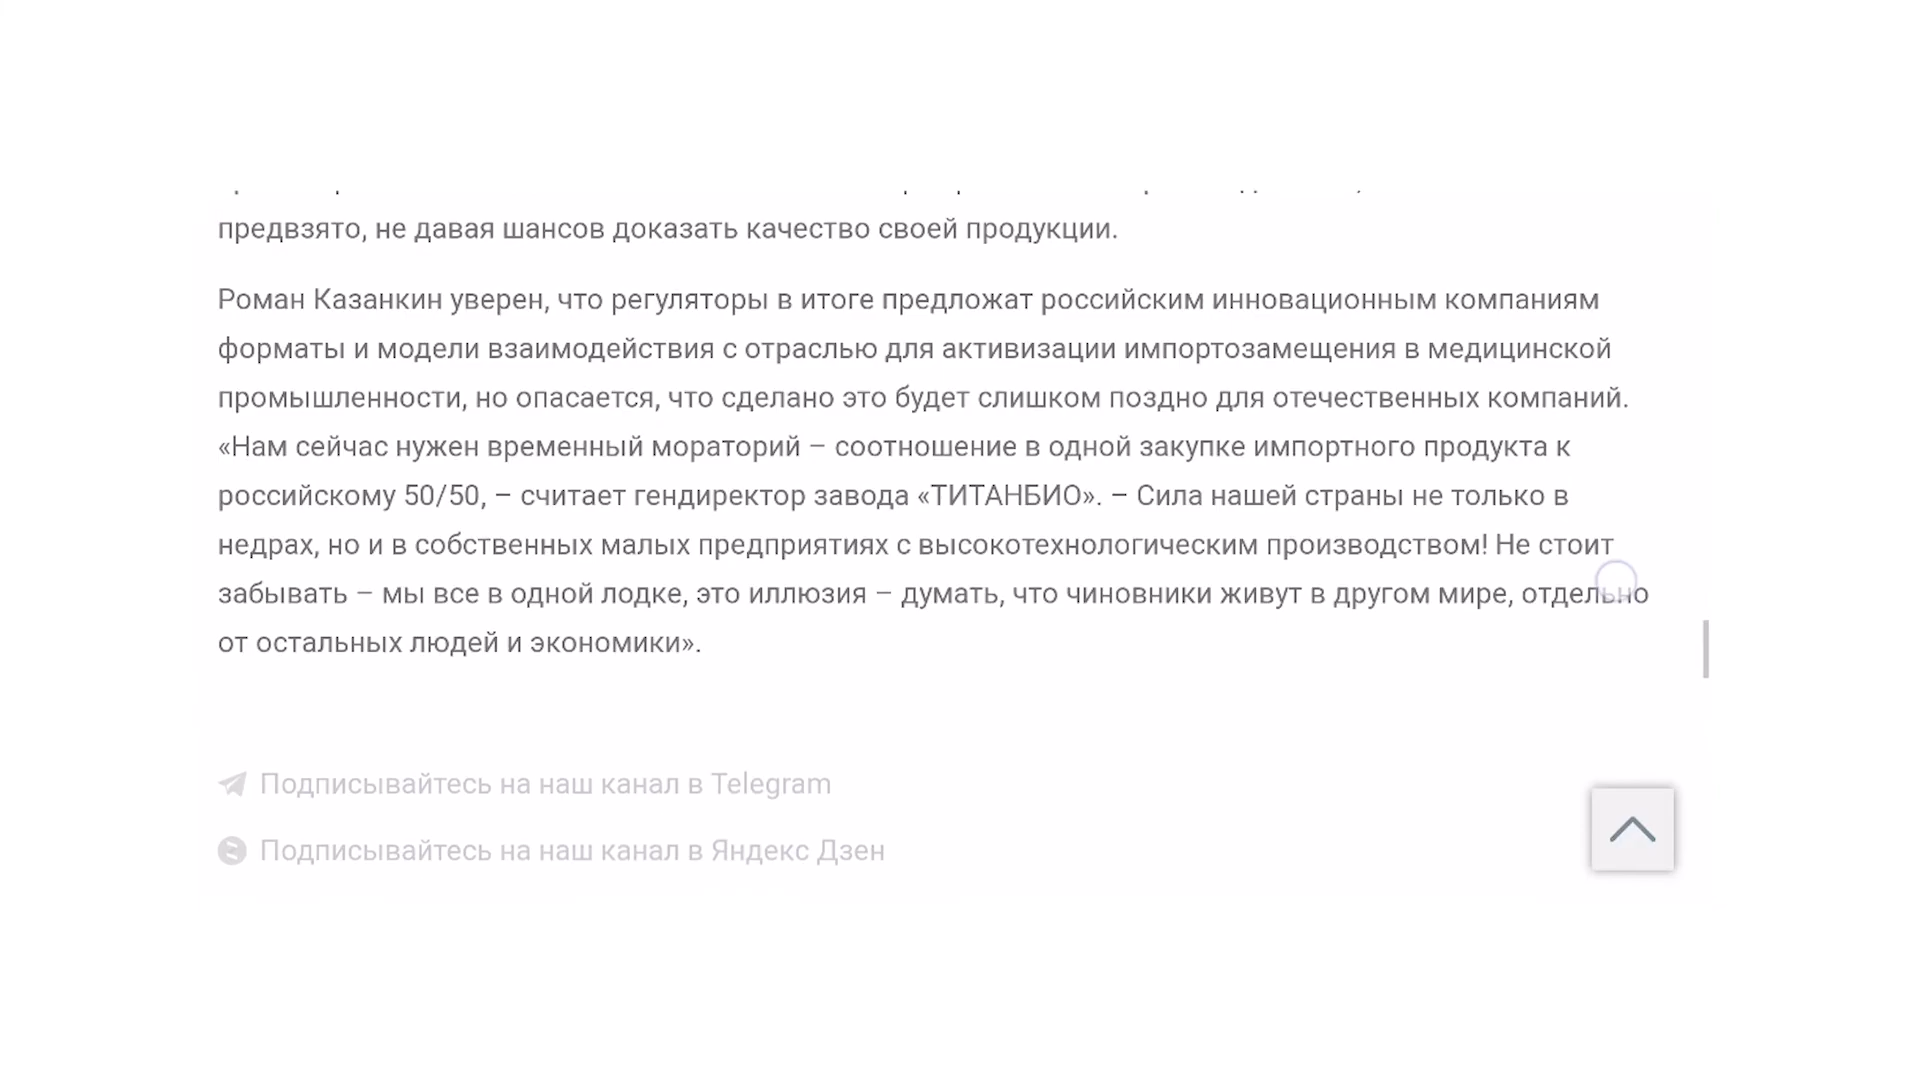 предвзято, не давая шансов доказать качество своей продукции.
Роман Казанкин уверен, что регуляторы в итоге предложат российским инновационным компаниям
форматы и модели взаимодействия с отраслью для активизации импортозамещения в медицинской
промышленности, но опасается, что сделано это будет слишком поздно для отечественных компаний.
«Нам сейчас нужен временный мораторий – соотношение в одной закупке импортного продукта к
российскому 50/50, – считает гендиректор завода «ТИТАНБИО». – Сила нашей страны не только в
недрах, но и в собственных малых предприятиях с высокотехнологическим производством! Не стоит
забывать – мы все в одной лодке, это иллюзия – думать, что чиновники живут в другом мире, отдельно
от остальных людей и экономики».
Подписывайтесь на наш канал в Telegram
Подписывайтесь на наш канал в Яндекс Дзен